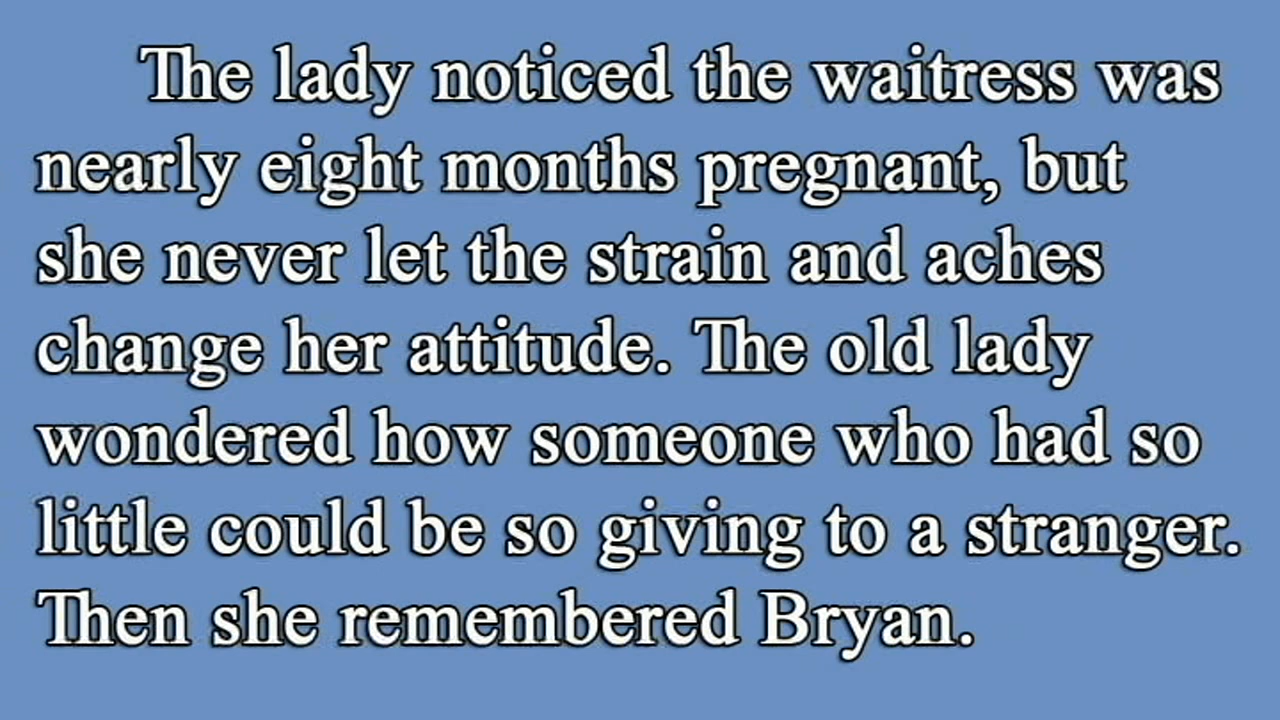 The lady noticed the waitress was
nearly eight months pregnant, but
she never let the strain and aches
change her attitude. The old lady
wondered how someone who had so
little could be so giving to a stranger.
Then she remembered Bryan.